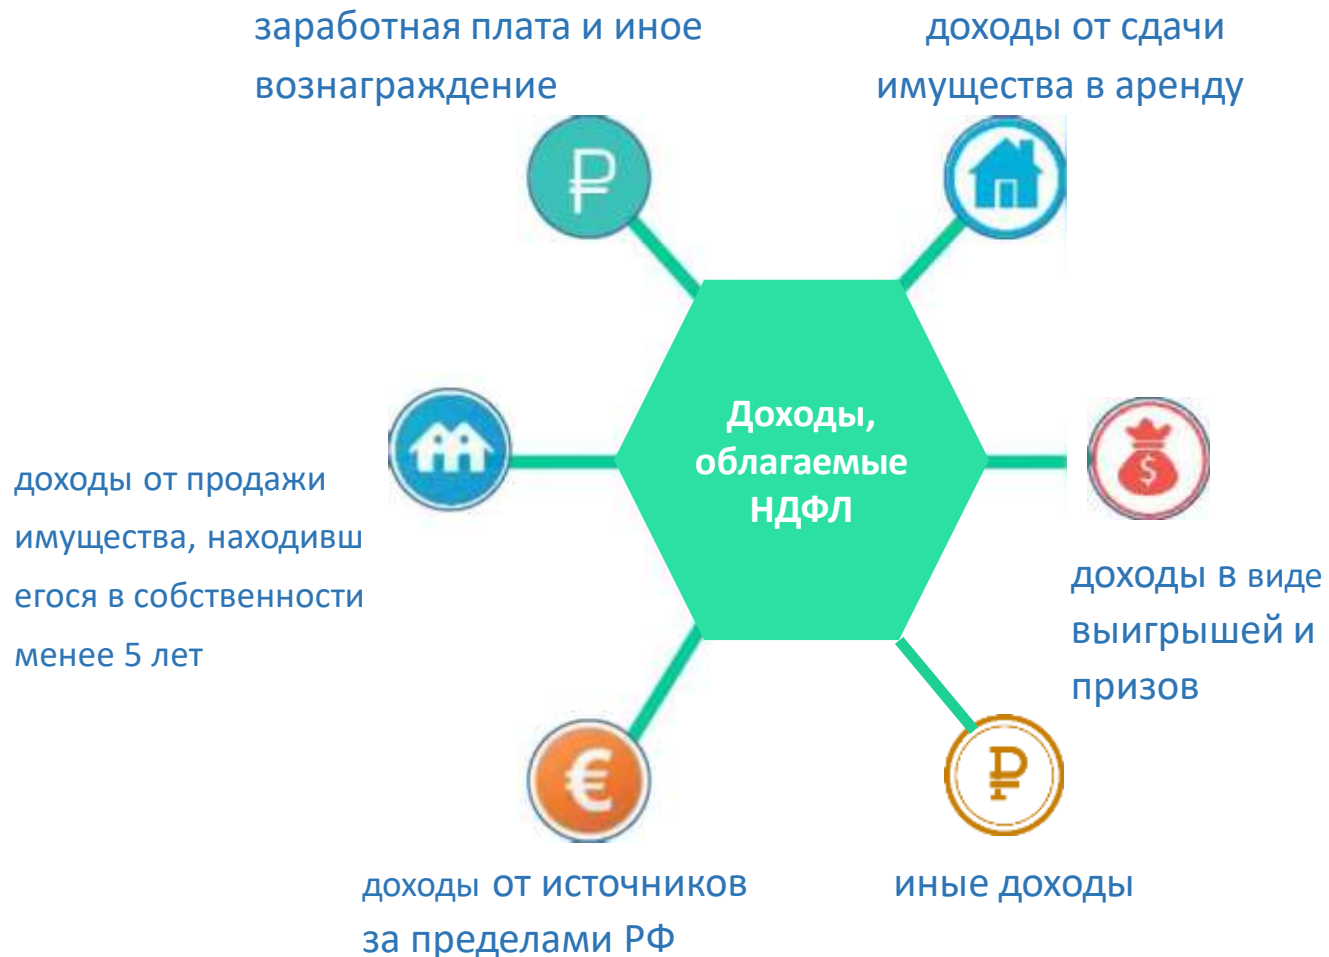 заработная плата и иное
вознаграждение
доходы от сдачи
имущества в аренду
Доходы,
облагаемые
НДФЛ
доходы от продажи
имущества, находивш
егося в собственности
менее 5 лет
доходы в виде
выигрышей и
призов
доходы от источников
за пределами РФ
иные доходы